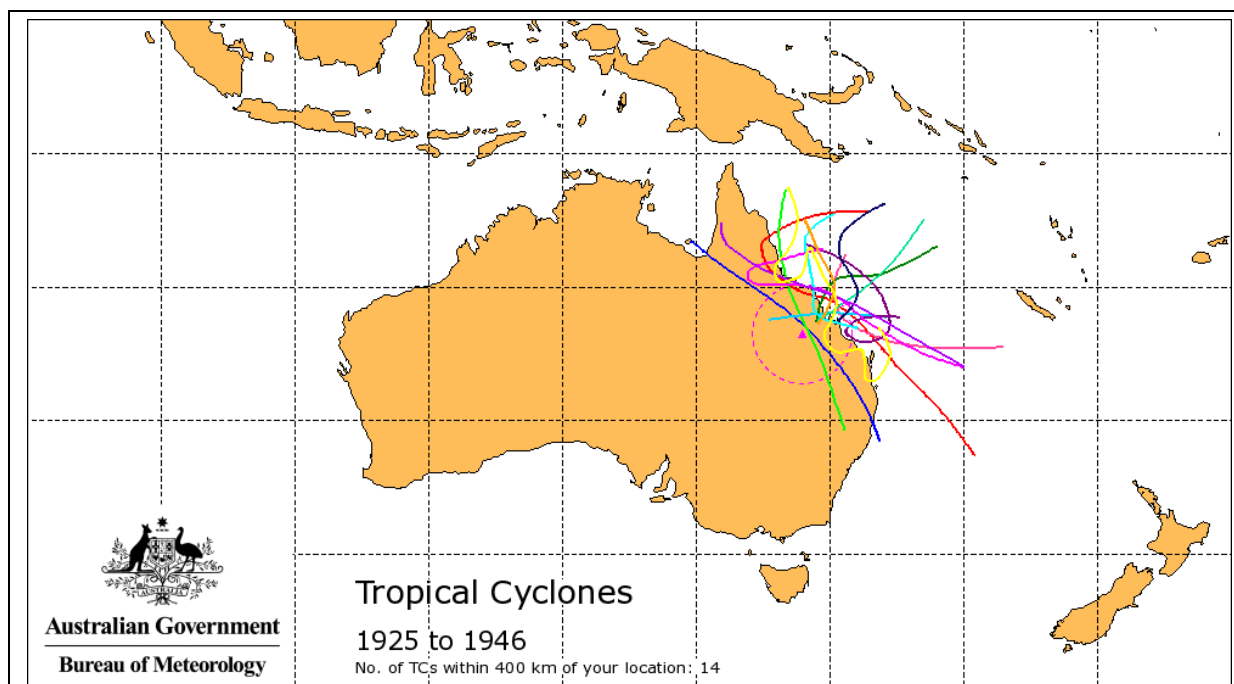 Tropical Cyclones
1925 to 1946
No. of TCs within 400 km of your location: 14
AUSTRALIA
Australian Government
Bureau of Meteorology